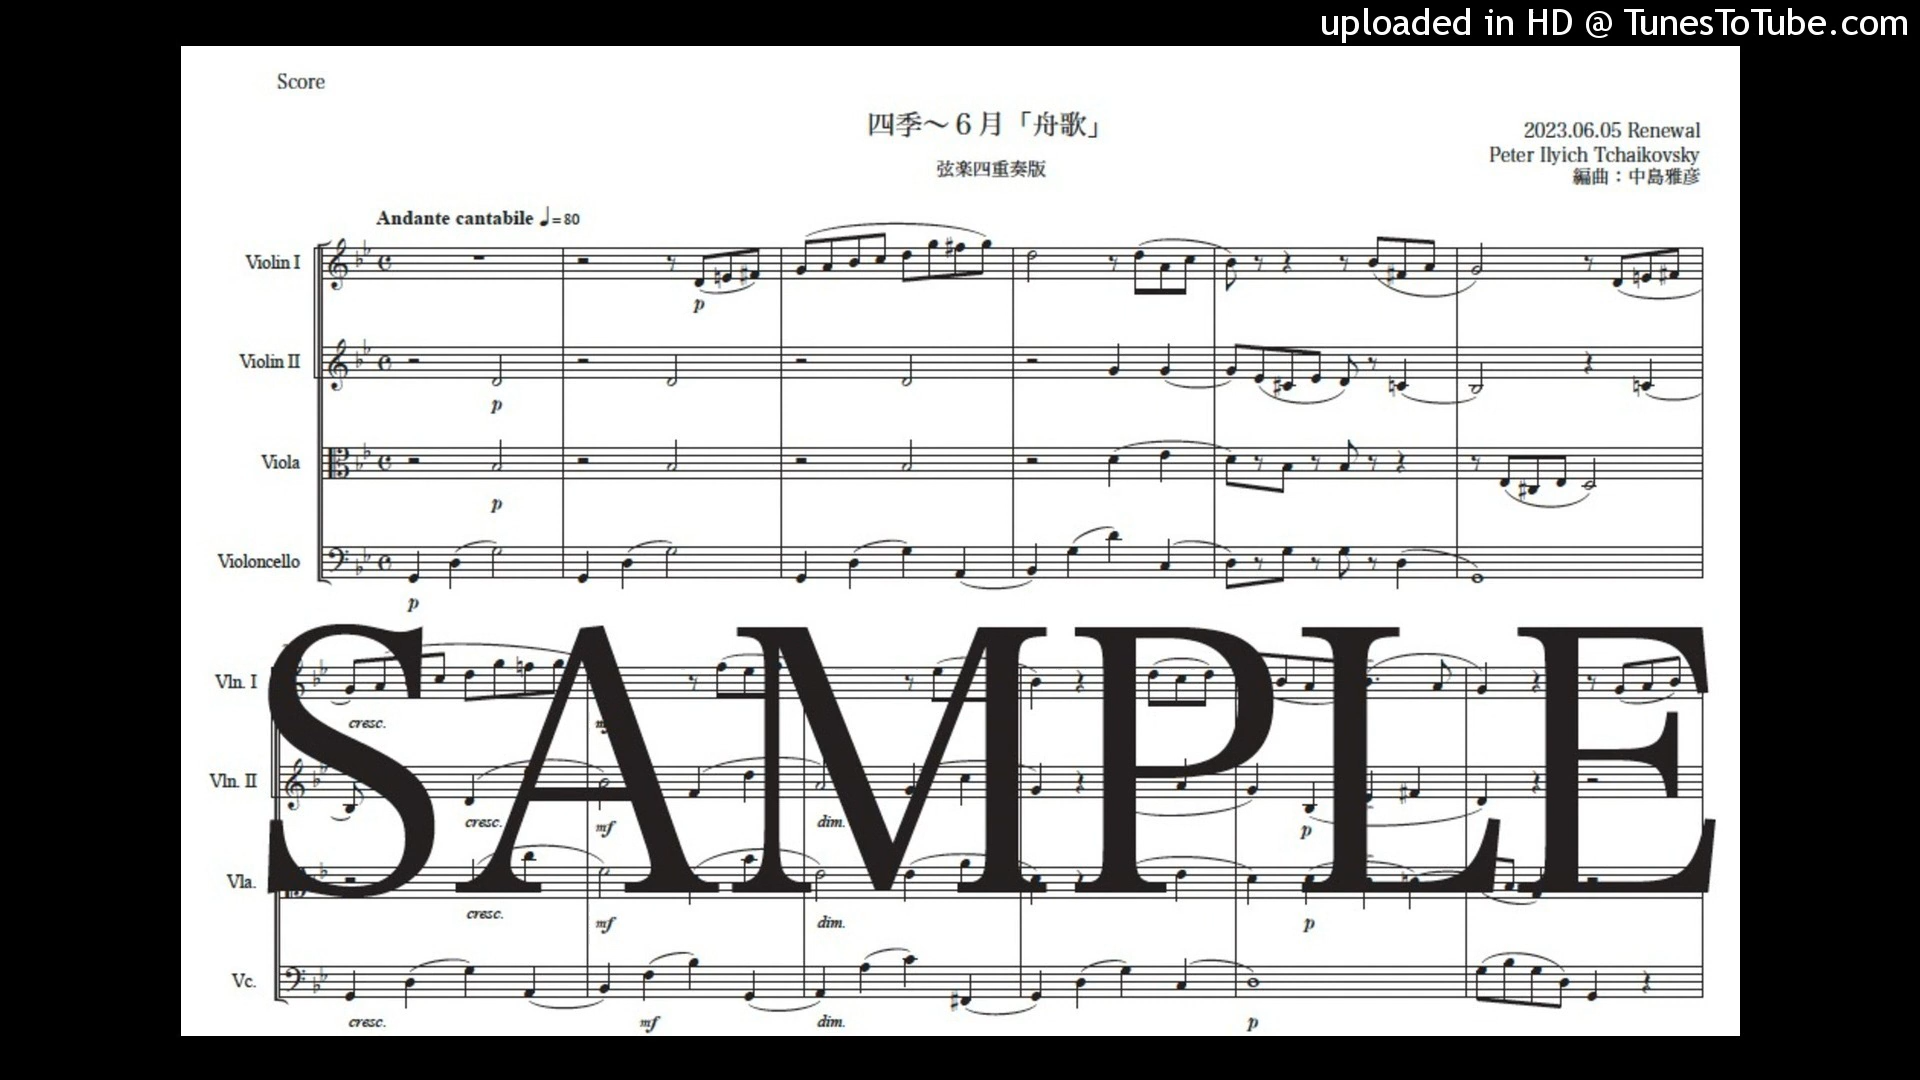 uploaded in HD @ TunesToTube.com
Score
四季〜６月「舟歌」
弦楽四重奏版
2023.06.05 Renewal
Peter Ilyich Tchaikovsky
編曲：中島雅彦
Andante cantabile ♩=80
Violin I
p
Violin II
p
Viola
p
Violoncello
p
SAMPLE
Vln. I
cresc.
Vln. II
cresc.
mf
dim.
p
Vla.
cresc.
mf
dim.
p
Vc.
cresc.
mf
dim.
p